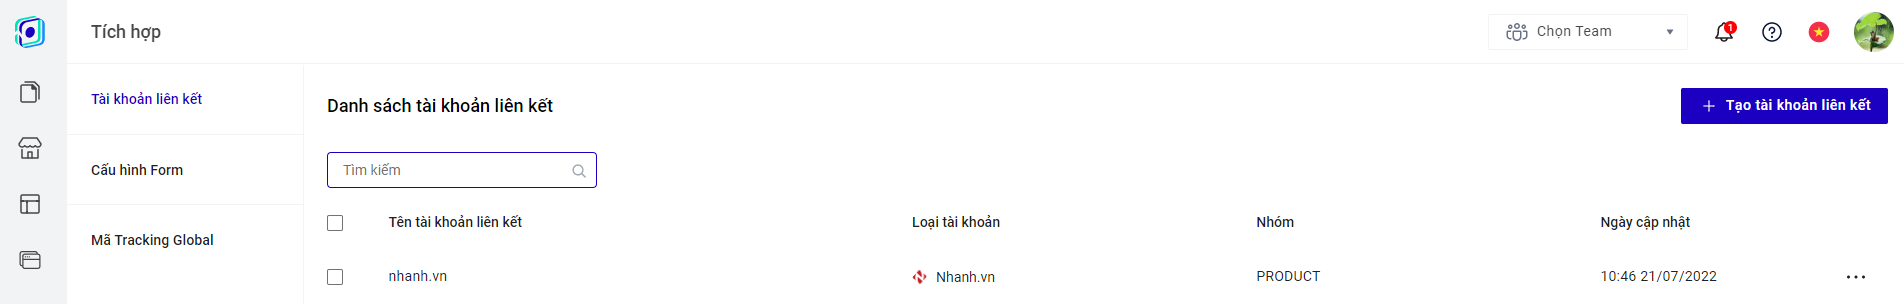 Tích hợp
Chọn Team
1
Tài khoản liên kết
Cấu hình Form
Mã Tracking Global
Danh sách tài khoản liên kết
Tạo tài khoản liên kết
Tìm kiếm
Tên tài khoản liên kết Loại tài khoản Nhóm Ngày cập nhật
nhanh.vn Nhanh.vn PRODUCT 10:46 21/07/2022